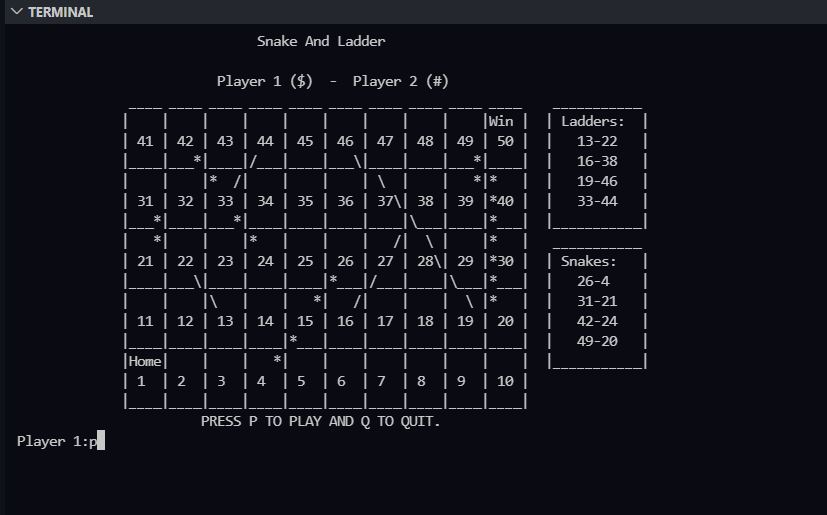 TERMINAL
Snake And Ladder
Player 1 ($)  -  Player 2 (#)
 ____ ____ ____ ____ ____ ____ ____ ____ ____ ____    ___________
|    |    |    |    |    |    |    |    |    |Win |  | Ladders:  |
| 41 | 42 | 43 | 44 | 45 | 46 | 47 | 48 | 49 | 50 |  |   13-22   |
|____|___*|____|/___|____|___\|____|____|___*|____|  |   16-38   |
|    |    |*  /|    |    |    | \  |    |   *|*   |  |   19-46   |
| 31 | 32 | 33 | 34 | 35 | 36 | 37\| 38 | 39 |*40 |  |   33-44   |
|___*|____|___*|____|____|____|____|\___|____|*___|  |___________|
|   *|    |    |*   |    |    |   /|  \ |    |*   |   ___________
| 21 | 22 | 23 | 24 | 25 | 26 | 27 | 28\| 29 |*30 |  | Snakes:   |
|____|___\|____|____|____|*___|/___|____|\___|*___|  |   26-4    |
|    |    |\   |    |   *|   /|    |    |  \ |*   |  |   31-21   |
| 11 | 12 | 13 | 14 | 15 | 16 | 17 | 18 | 19 | 20 |  |   42-24   |
|____|____|____|____|*___|____|____|____|____|____|  |   49-20   |
|Home|    |    |   *|    |    |    |    |    |    |  |___________|
| 1  | 2  | 3  | 4  | 5  | 6  | 7  | 8  | 9  | 10 |
|____|____|____|____|____|____|____|____|____|____|
PRESS P TO PLAY AND Q TO QUIT.
Player 1:p